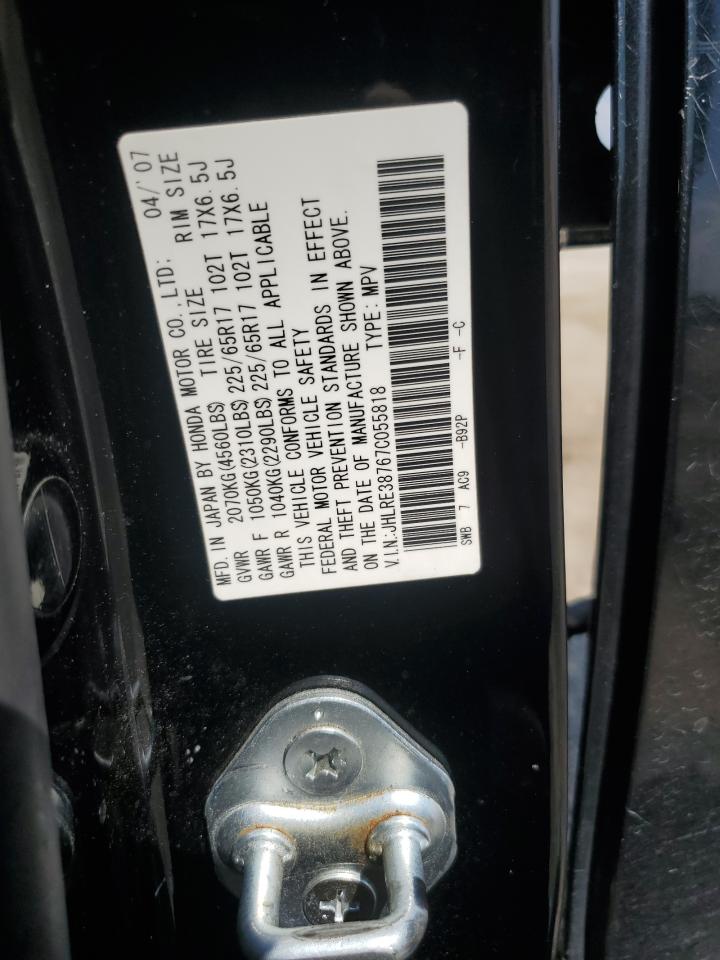 MFD. IN JAPAN BY HONDA MOTOR CO. LTD: 04/'07
GVWR 2070KG(4560LBS) TIRE SIZE RIM SIZE
GAWR F 1050KG(2310LBS) 225/65R17 102T 17X6.5J
GAWR R 1040KG(2290LBS) 225/65R17 102T 17X6.5J
THIS VEHICLE CONFORMS TO ALL APPLICABLE
FEDERAL MOTOR VEHICLE SAFETY
AND THEFT PREVENTION STANDARDS IN EFFECT
ON THE DATE OF MANUFACTURE SHOWN ABOVE.
V.I.N.:JHLRE38767C055818 TYPE: MPV
SWB 7 AC9 -B92P -F -C